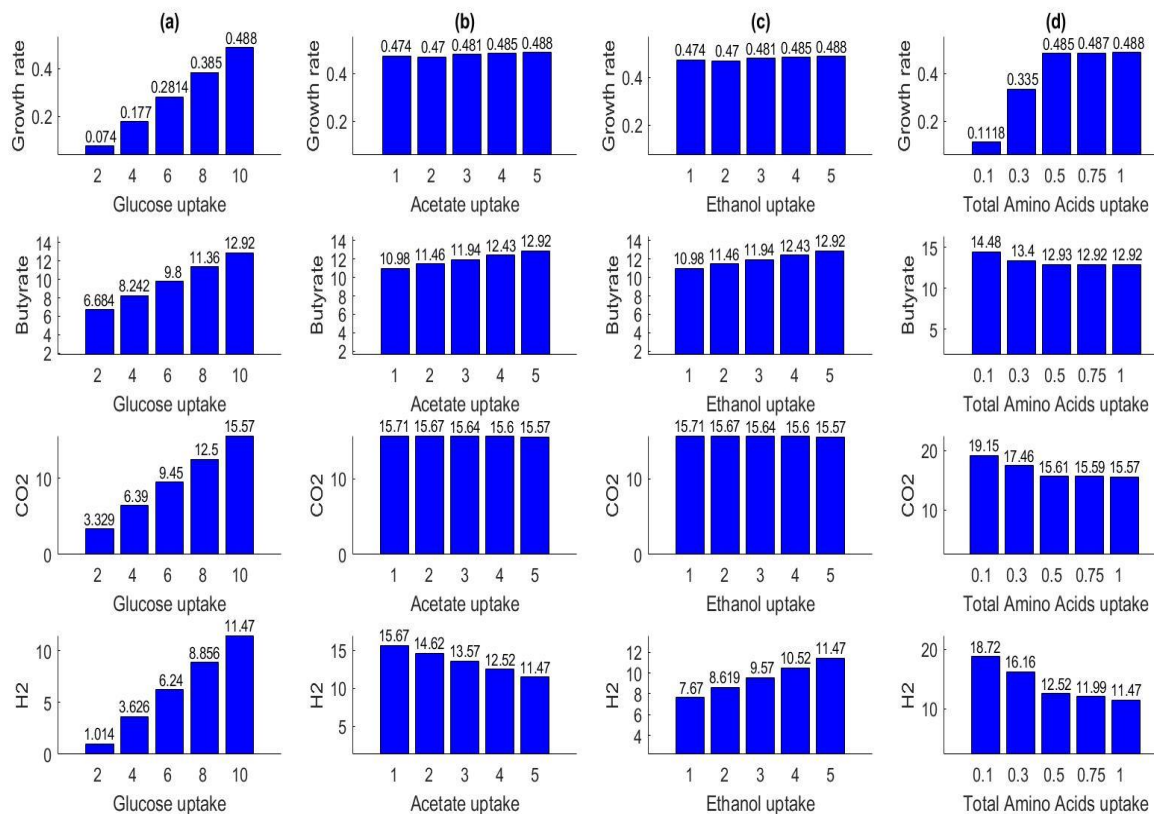 (a)
0.488
0.385
0.2814
0.177
0.074
0.4
0.2
Growth rate
2 4 6 8 10
Glucose uptake
(b)
0.474 0.47 0.481 0.485 0.488
0.4
0.2
Growth rate
1 2 3 4 5
Acetate uptake
(c)
0.474 0.47 0.481 0.485 0.488
0.4
0.2
Growth rate
1 2 3 4 5
Ethanol uptake
(d)
0.485 0.487 0.488
0.335
0.1118
0.4
0.2
Growth rate
0.1 0.3 0.5 0.75 1
Total Amino Acids uptake
14
12
10
8
6
4
2
Butyrate
6.684 8.242 9.8 11.36 12.92
2 4 6 8 10
Glucose uptake
14
12
10
8
6
4
2
Butyrate
10.98 11.46 11.94 12.43 12.92
1 2 3 4 5
Acetate uptake
14
12
10
8
6
4
2
Butyrate
10.98 11.46 11.94 12.43 12.92
1 2 3 4 5
Ethanol uptake
15
10
5
Butyrate
14.48 13.4 12.93 12.92 12.92
0.1 0.3 0.5 0.75 1
Total Amino Acids uptake
10
0
CO2
3.329 6.39 9.45 12.5 15.57
2 4 6 8 10
Glucose uptake
10
0
CO2
15.71 15.67 15.64 15.6 15.57
1 2 3 4 5
Acetate uptake
10
0
CO2
15.71 15.67 15.64 15.6 15.57
1 2 3 4 5
Ethanol uptake
20
10
CO2
19.15 17.46 15.61 15.59 15.57
0.1 0.3 0.5 0.75 1
Total Amino Acids uptake
10
5
0
H2
1.014 3.626 6.24 8.856 11.47
2 4 6 8 10
Glucose uptake
15
10
5
H2
15.67 14.62 13.57 12.52 11.47
1 2 3 4 5
Acetate uptake
12
10
8
6
4
H2
7.67 8.619 9.57 10.52 11.47
1 2 3 4 5
Ethanol uptake
20
10
H2
18.72 16.16 12.52 11.99 11.47
0.1 0.3 0.5 0.75 1
Total Amino Acids uptake